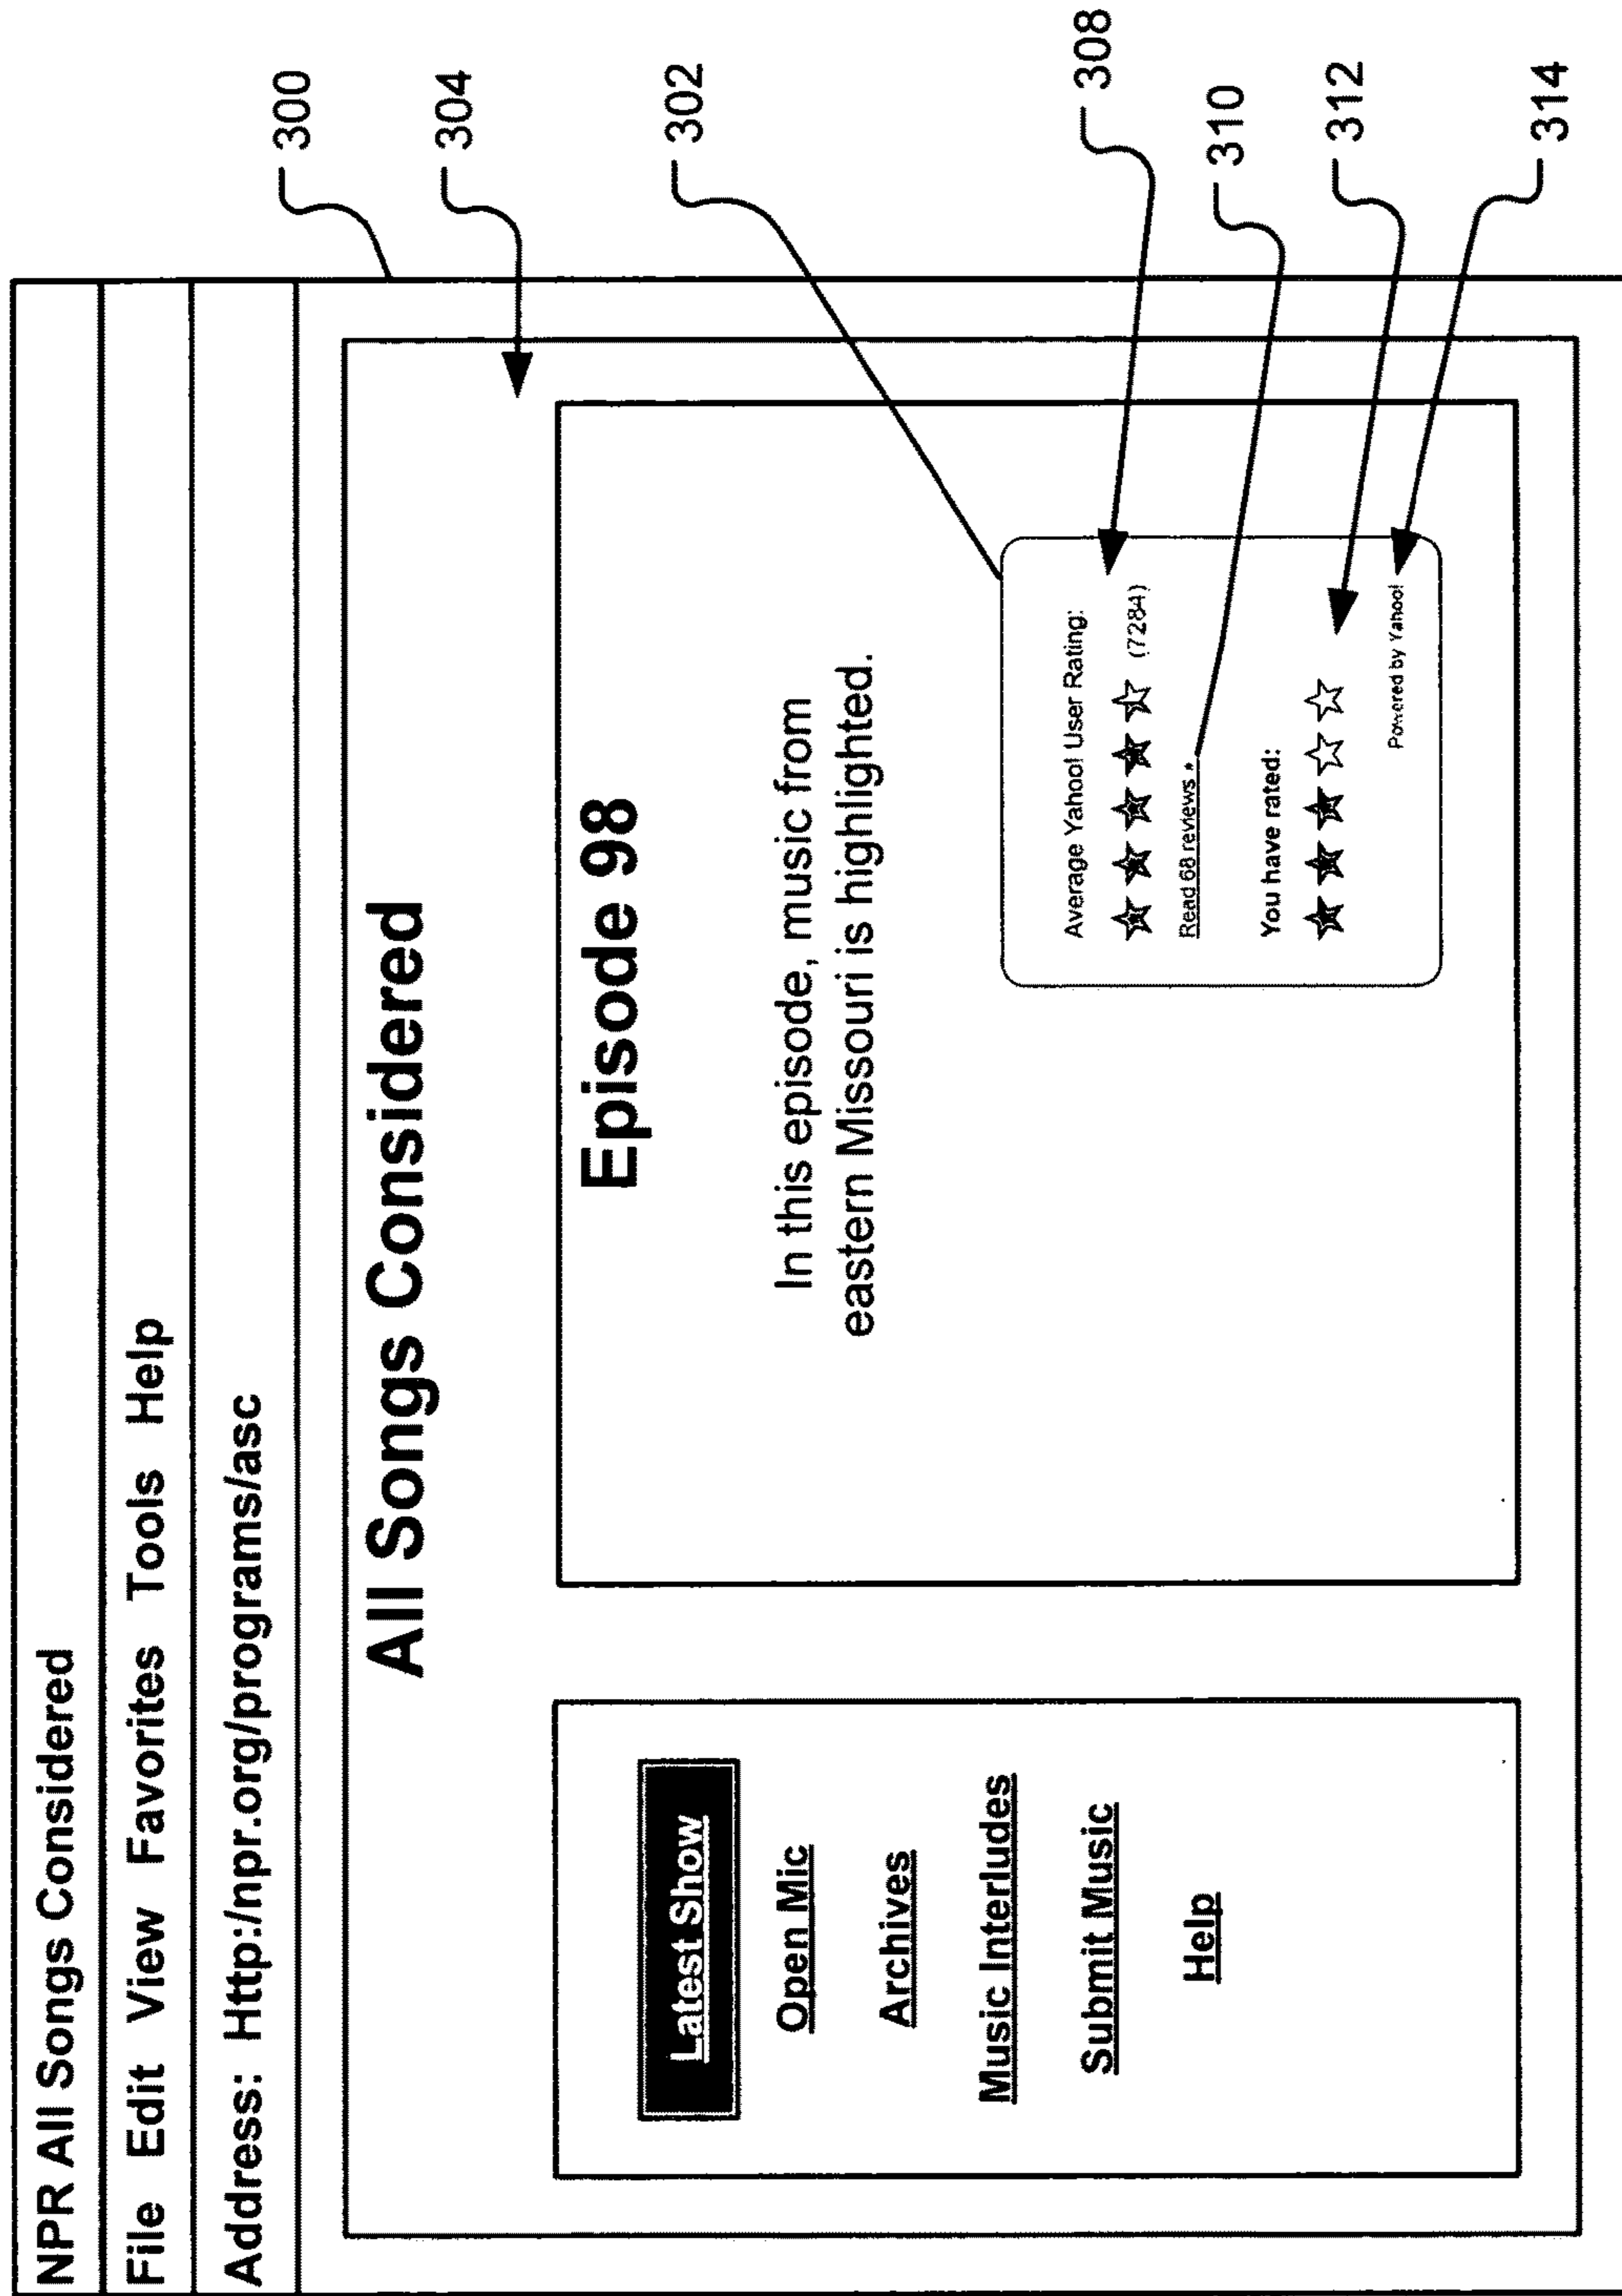 NPR All Songs Considered
File Edit View Favorites Tools Help
Address: Http:/npr.org/programs/asc
All Songs Considered
Latest Show
Open Mic
Archives
Music Interludes
Submit Music
Help
Episode 98
In this episode, music from
eastern Missouri is highlighted.
Average Yahoo! User Rating:
(7284)
Read 68 reviews
You have rated:
Powered by Yahoo!
300
304
302
308
310
312
314